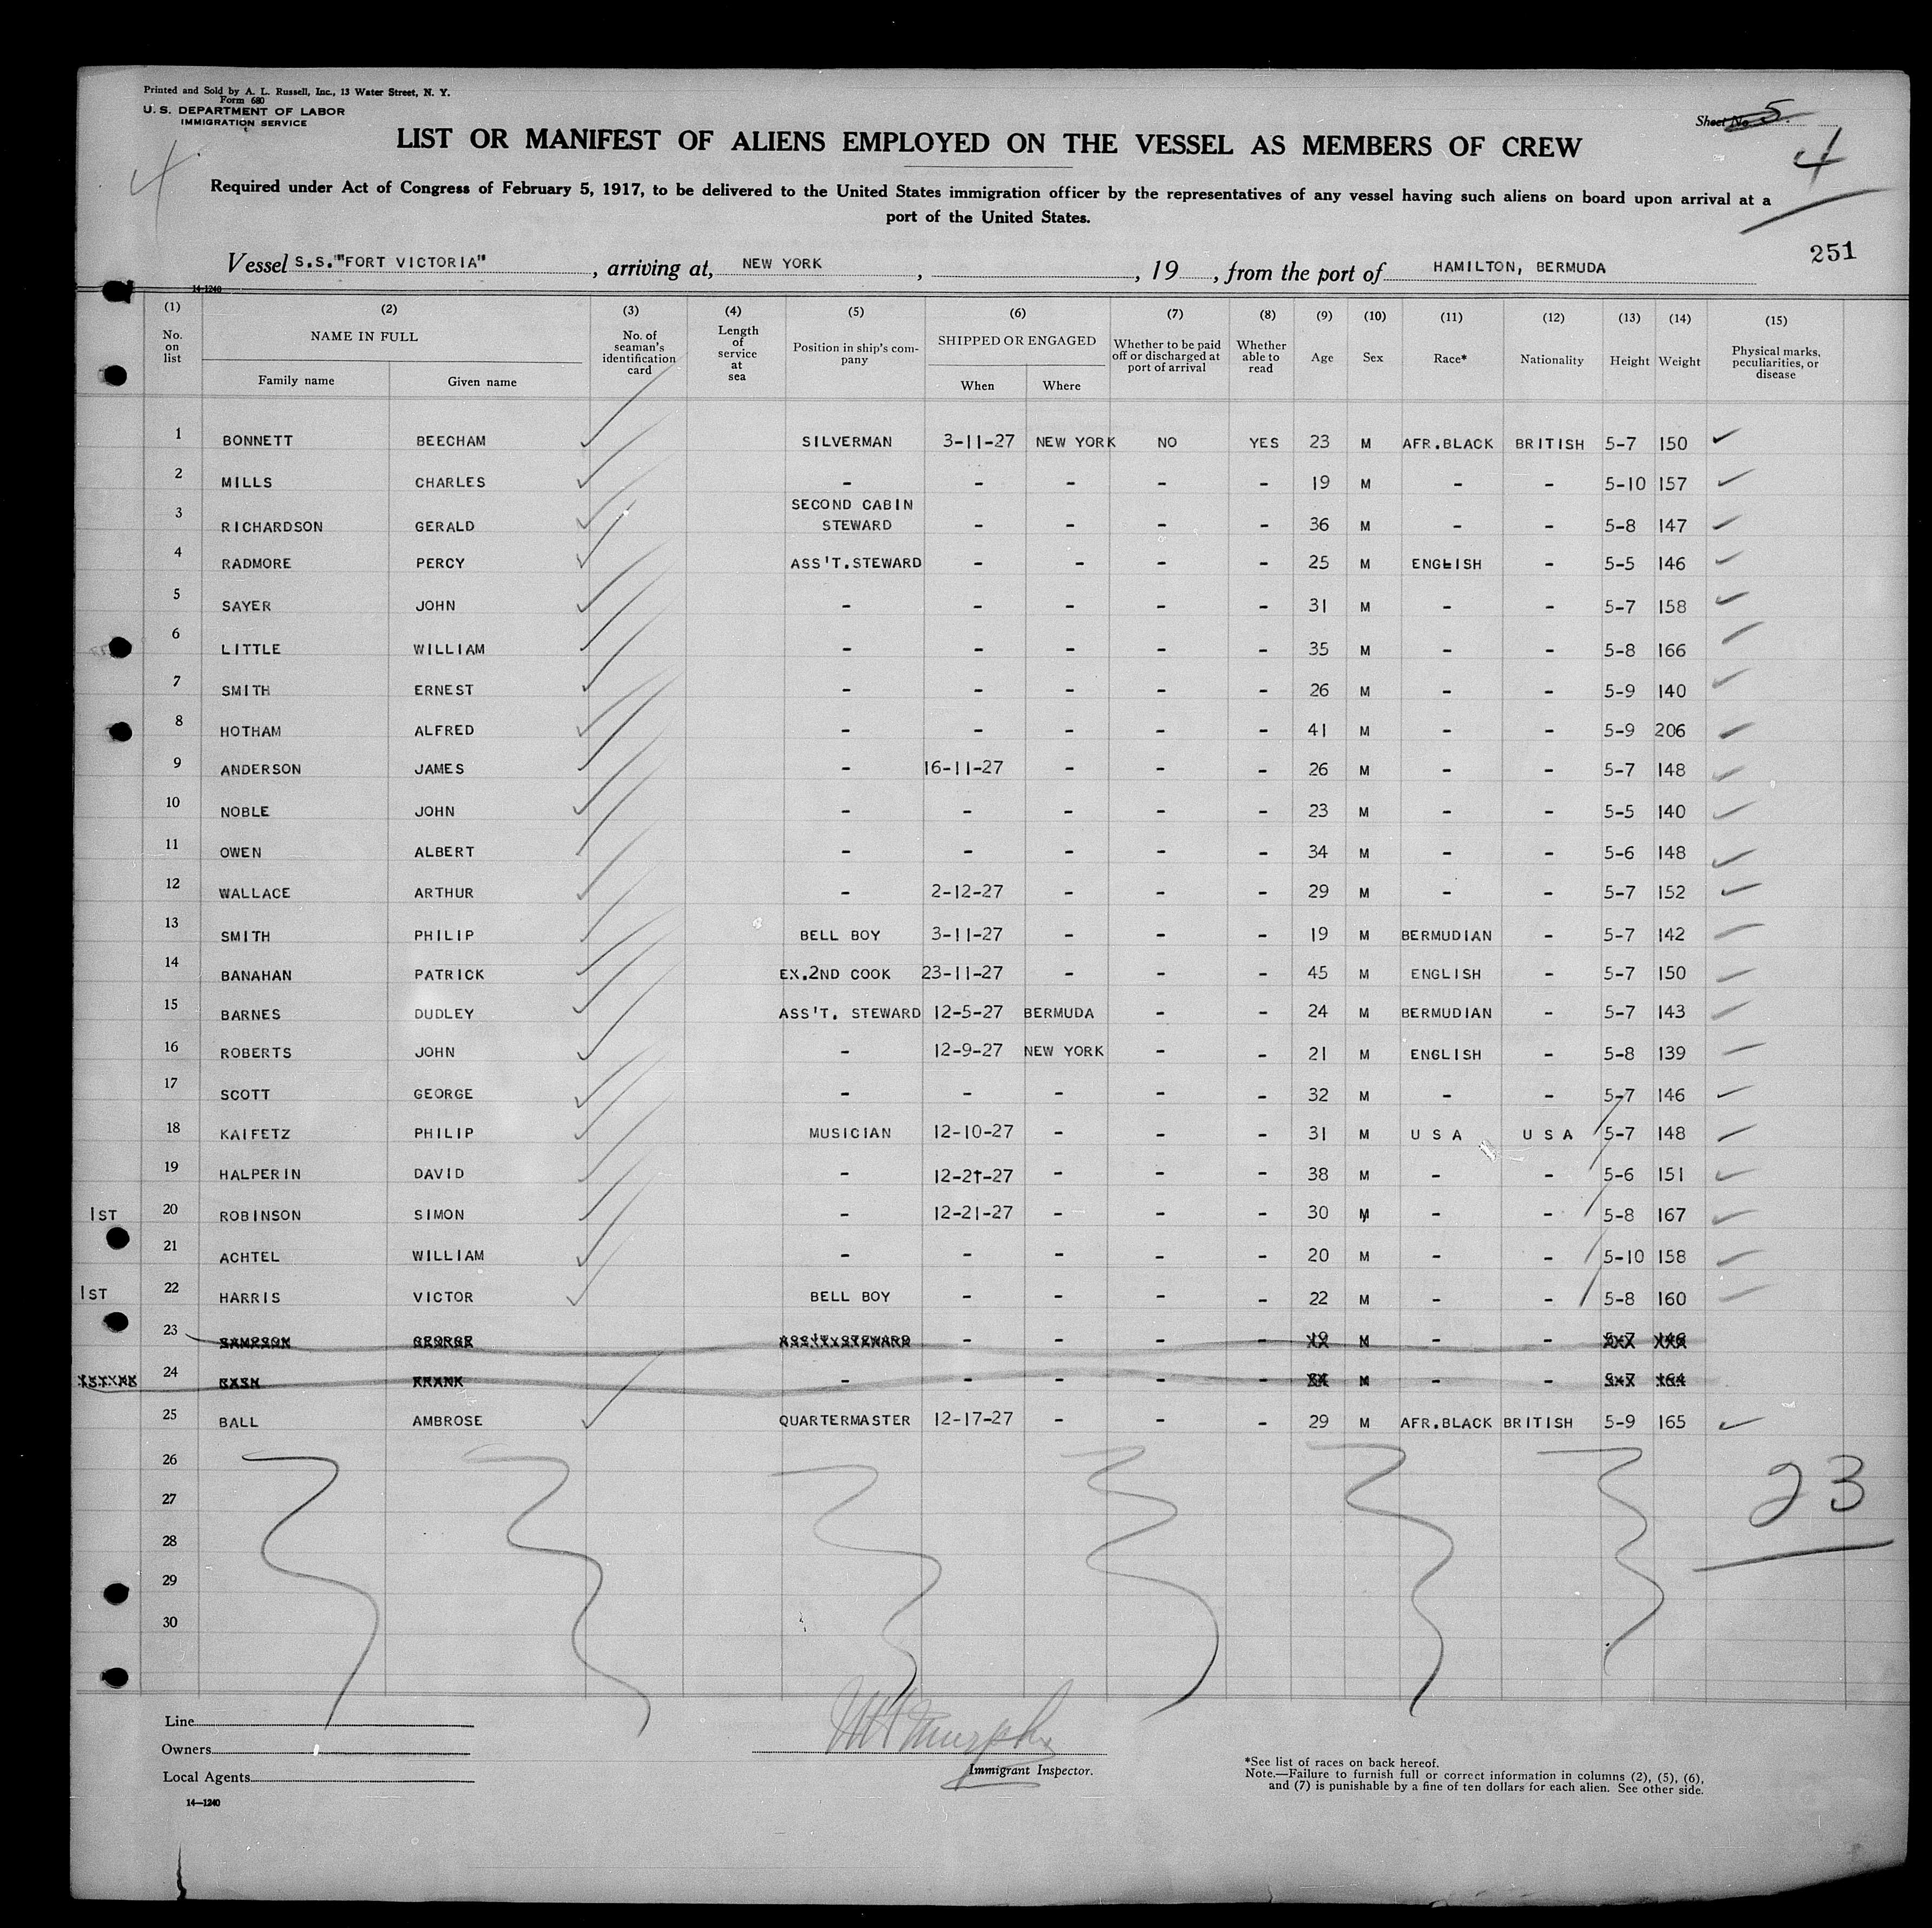 Printed and Sold by A. L. Russell, Inc., 13 Water Street, N. Y.
Form 680
U. S. DEPARTMENT OF LABOR
IMMIGRATION SERVICE
Sheet No. 5.
4
4
LIST OR MANIFEST OF ALIENS EMPLOYED ON THE VESSEL AS MEMBERS OF CREW
Required under Act of Congress of February 5, 1917, to be delivered to the United States immigration officer by the representatives of any vessel having such aliens on board upon arrival at a
port of the United States.
251
Vessel S.S."FORT VICTORIA" , arriving at, NEW YORK , , 19 , from the port of HAMILTON, BERMUDA
14-1240
(1) (2) (3) (4) (5) (6) (7) (8) (9) (10) (11) (12) (13) (14) (15)
No. on list NAME IN FULL Family name Given name No. of seaman's identification card Length of service at sea Position in ship's company SHIPPED OR ENGAGED When Where Whether to be paid off or discharged at port of arrival Whether able to read Age Sex Race* Nationality Height Weight Physical marks, peculiarities, or disease
1 BONNETT BEECHAM SILVERMAN 3-11-27 NEW YORK NO YES 23 M AFR.BLACK BRITISH 5-7 150
2 MILLS CHARLES - - - - - 19 M - - 5-10 157
3 RICHARDSON GERALD SECOND CABIN STEWARD - - - - 36 M - - 5-8 147
4 RADMORE PERCY ASS'T.STEWARD - - - - 25 M ENGLISH - 5-5 146
5 SAYER JOHN - - - - - 31 M - - 5-7 158
6 LITTLE WILLIAM - - - - - 35 M - - 5-8 166
7 SMITH ERNEST - - - - - 26 M - - 5-9 140
8 HOTHAM ALFRED - - - - - 41 M - - 5-9 206
9 ANDERSON JAMES - 16-11-27 - - - 26 M - - 5-7 148
10 NOBLE JOHN - - - - - 23 M - - 5-5 140
11 OWEN ALBERT - - - - - 34 M - - 5-6 148
12 WALLACE ARTHUR - 2-12-27 - - - 29 M - - 5-7 152
13 SMITH PHILIP BELL BOY 3-11-27 - - - 19 M BERMUDIAN - 5-7 142
14 BANAHAN PATRICK EX.2ND COOK 23-11-27 - - - 45 M ENGLISH - 5-7 150
15 BARNES DUDLEY ASS'T. STEWARD 12-5-27 BERMUDA - - 24 M BERMUDIAN - 5-7 143
16 ROBERTS JOHN - 12-9-27 NEW YORK - - 21 M ENGLISH - 5-8 139
17 SCOTT GEORGE - - - - - 32 M - - 5-7 146
18 KAIFETZ PHILIP MUSICIAN 12-10-27 - - - 31 M U S A U S A 5-7 148
19 HALPERIN DAVID - 12-21-27 - - - 38 M - - 5-6 151
1ST 20 ROBINSON SIMON - 12-21-27 - - - 30 M - - 5-8 167
21 ACHTEL WILLIAM - - - - - 20 M - - 5-10 158
1ST 22 HARRIS VICTOR BELL BOY - - - - 22 M - - 5-8 160
23 SAMPSON GEORGE ASS'T. STEWARD - - - - 19 M - - 5-7 146
24 FRANK - - - - - M - - 5-7 164
25 BALL AMBROSE QUARTERMASTER 12-17-27 - - - 29 M AFR.BLACK BRITISH 5-9 165
26
27
28
29
30
23
Line
Owners
Local Agents
14-1240
Murphy
Immigrant Inspector.
*See list of races on back hereof.
Note.—Failure to furnish full or correct information in columns (2), (5), (6),
and (7) is punishable by a fine of ten dollars for each alien. See other side.